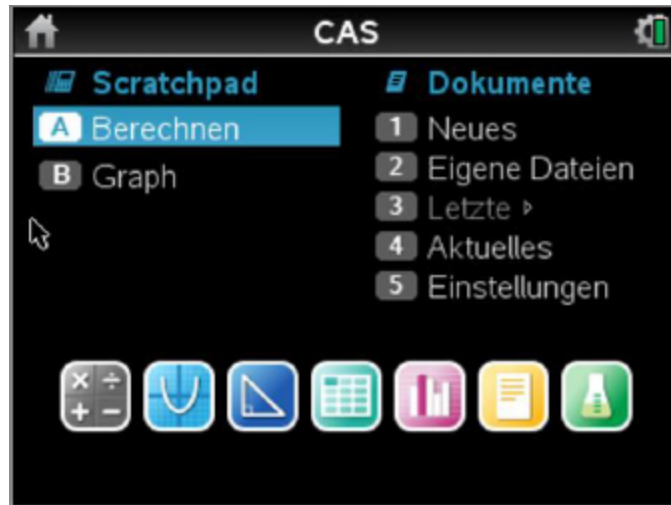 CAS
Scratchpad
A Berechnen
B Graph
Dokumente
1 Neues
2 Eigene Dateien
3 Letzte ▹
4 Aktuelles
5 Einstellungen